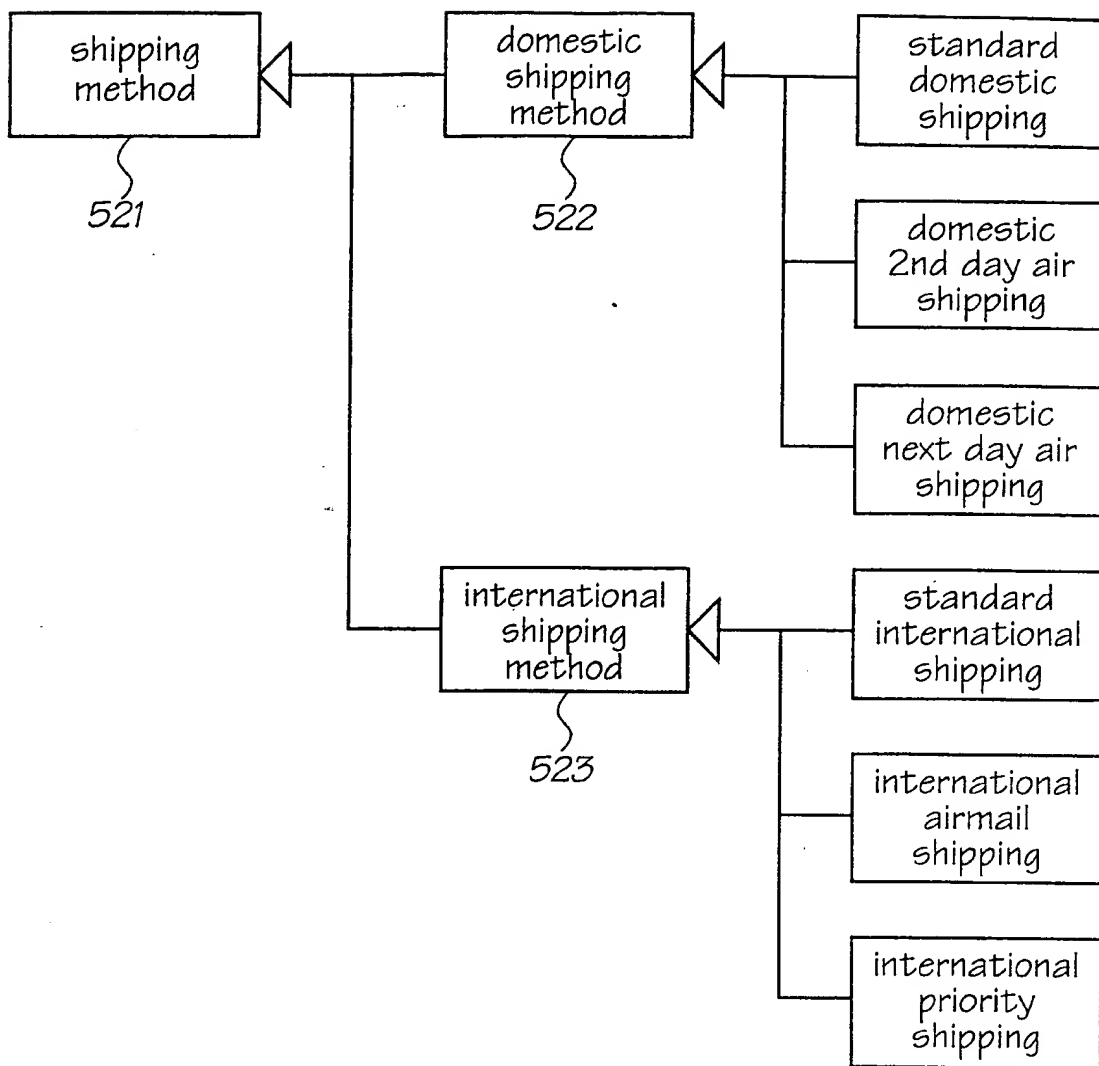 shipping
method
521
domestic
shipping
method
522
standard
domestic
shipping
domestic
2nd day air
shipping
domestic
next day air
shipping
international
shipping
method
523
standard
international
shipping
international
airmail
shipping
international
priority
shipping